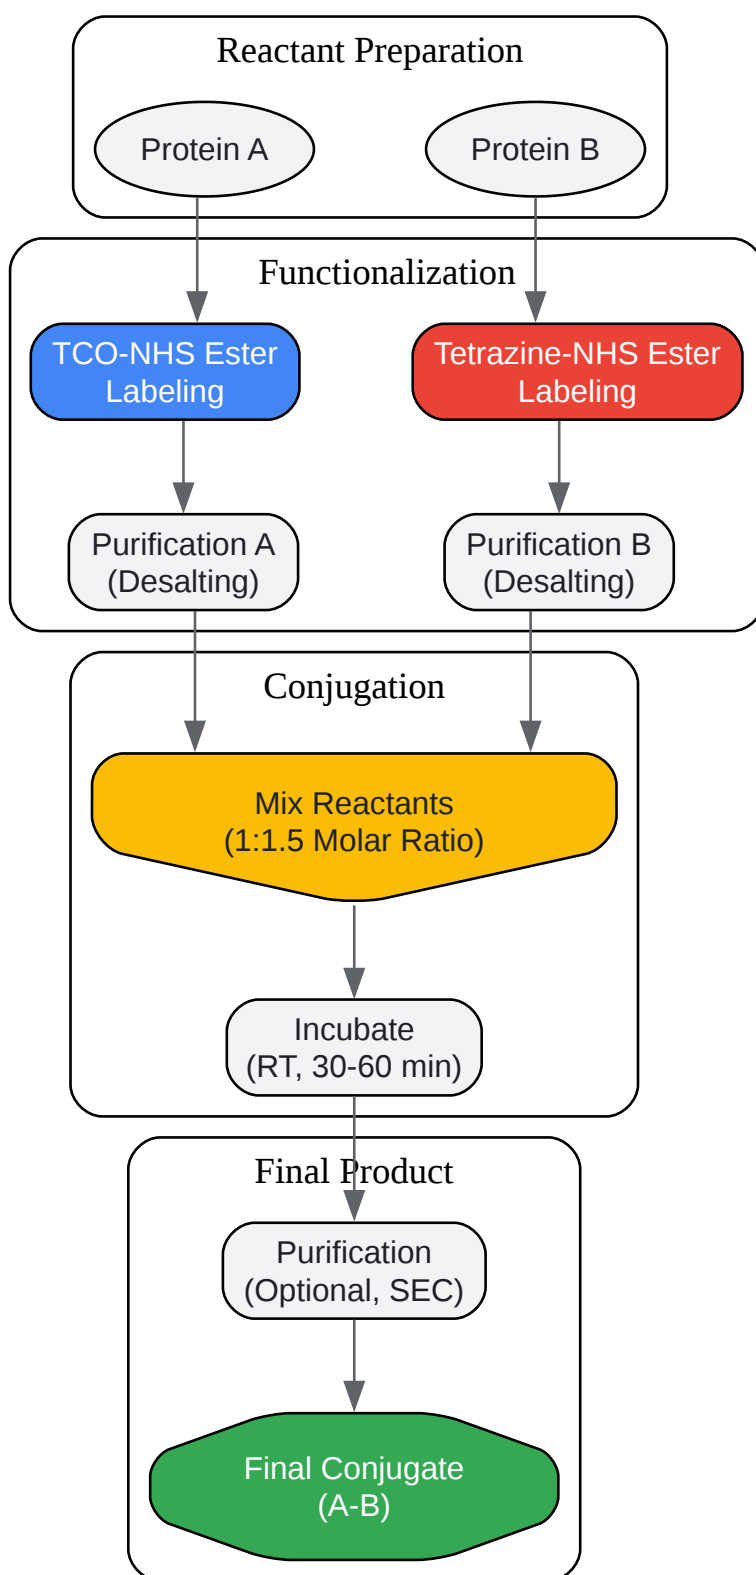 Reactant Preparation
Protein A
Protein B
Functionalization
TCO-NHS Ester
Labeling
Tetrazine-NHS Ester
Labeling
Purification A
(Desalting)
Purification B
(Desalting)
Conjugation
Mix Reactants
(1:1.5 Molar Ratio)
Incubate
(RT, 30-60 min)
Final Product
Purification
(Optional, SEC)
Final Conjugate
(A-B)